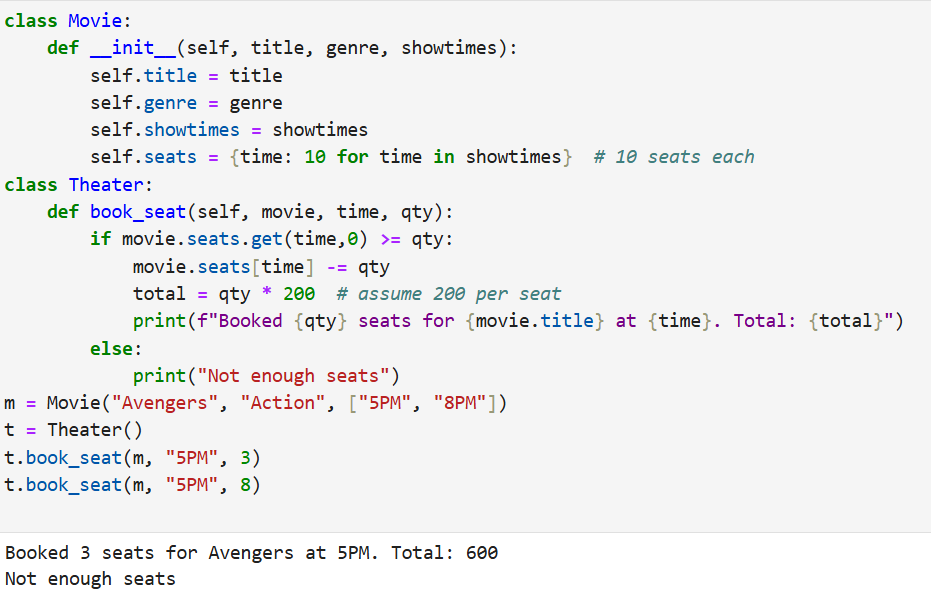 class Movie:
    def __init__(self, title, genre, showtimes):
        self.title = title
        self.genre = genre
        self.showtimes = showtimes
        self.seats = {time: 10 for time in showtimes}  # 10 seats each
class Theater:
    def book_seat(self, movie, time, qty):
        if movie.seats.get(time,0) >= qty:
            movie.seats[time] -= qty
            total = qty * 200  # assume 200 per seat
            print(f"Booked {qty} seats for {movie.title} at {time}. Total: {total}")
        else:
            print("Not enough seats")
m = Movie("Avengers", "Action", ["5PM", "8PM"])
t = Theater()
t.book_seat(m, "5PM", 3)
t.book_seat(m, "5PM", 8)
Booked 3 seats for Avengers at 5PM. Total: 600
Not enough seats